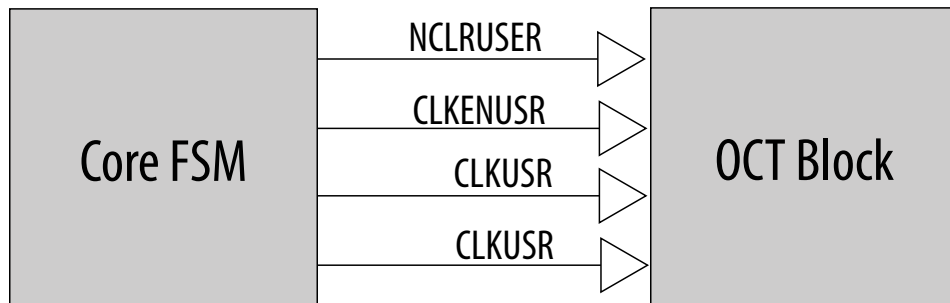 NCLRUSER
CLKENUSR
Core FSM
OCT Block
CLKUSR
CLKUSR